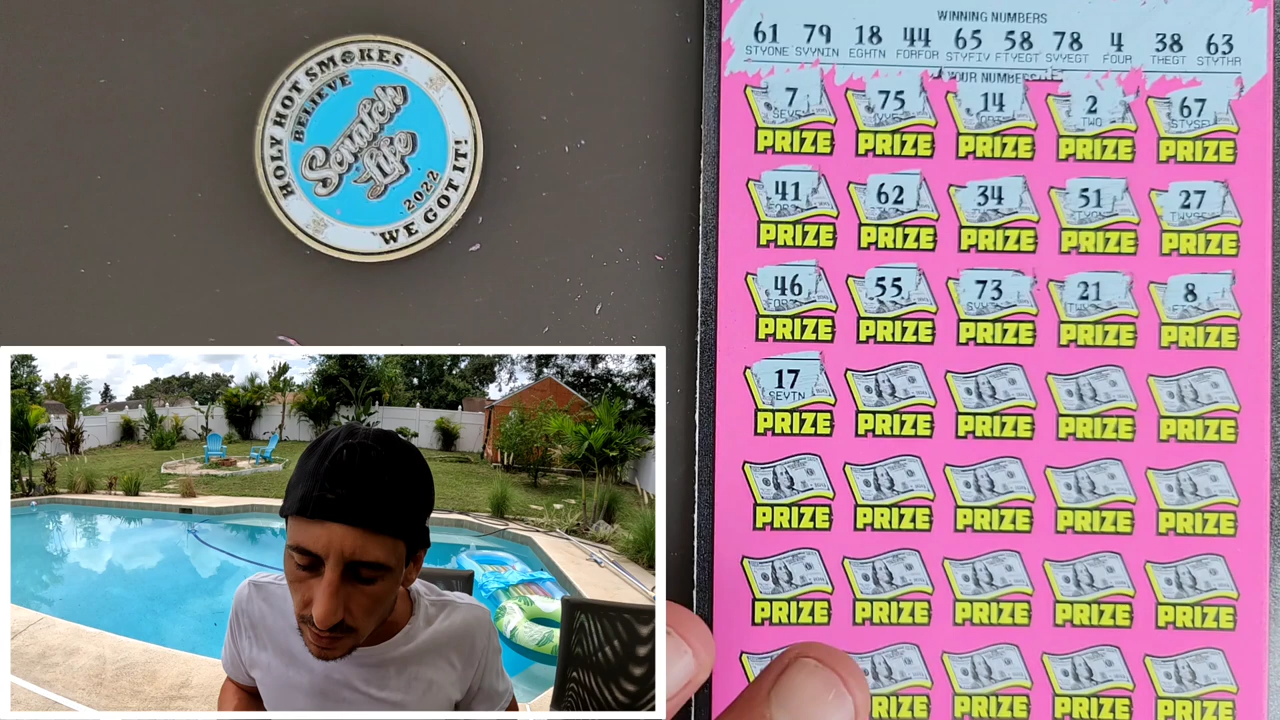 HOLY HOT SMOKES
BELIEVE
Scratch
Life
2022
WE GOT IT!
WINNING NUMBERS
61 79 18 44 65 58 78 4 38 63
STYONE SVYNIN EGHTN FORFOR STYFIV FTYEGT SVYEGT FOUR THEGT STYTHR
YOUR NUMBERS
7 75 14 2 67
TWO
PRIZE PRIZE PRIZE PRIZE PRIZE
41 62 34 51 27
PRIZE PRIZE PRIZE PRIZE PRIZE
46 55 73 21 8
PRIZE PRIZE PRIZE PRIZE PRIZE
17
SEVTN
PRIZE PRIZE PRIZE PRIZE PRIZE
PRIZE PRIZE PRIZE PRIZE PRIZE
PRIZE PRIZE PRIZE PRIZE PRIZE
PRIZE PRIZE PRIZE PRIZE